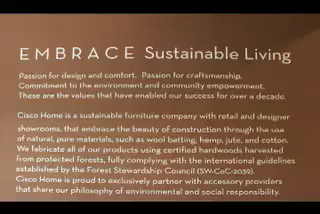 EMBRACE Sustainable Living
Passion for design and comfort. Passion for craftsmanship,
Commitment to the environment and community empowerment.
These are the values that have enabled our success for over a decade.
Cisco Home is a sustainable furniture company with retail and designer
showrooms, that embrace the beauty of construction through the use
of natural, pure materials, such as wool batting, hemp, jute, and cotton.
We fabricate all of our products using certified hardwoods harvested
from protected forests, fully complying with the international guidelines
established by the Forest Stewardship Council (SW-CoC-2039).
Cisco Home is proud to exclusively partner with accessory providers
that share our philosophy of environmental and social responsibility.